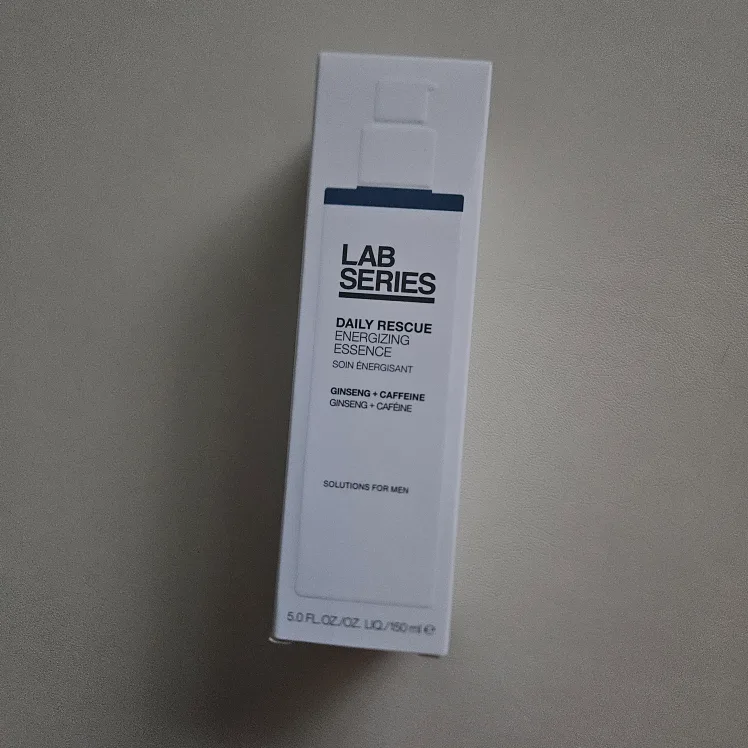 LAB
SERIES
DAILY RESCUE
ENERGIZING
ESSENCE
SOIN ÉNERGISANT
GINSENG + CAFFEINE
GINSENG + CAFÉINE
SOLUTIONS FOR MEN
5.0 FL.OZ./OZ. LIQ./150 ml ℮